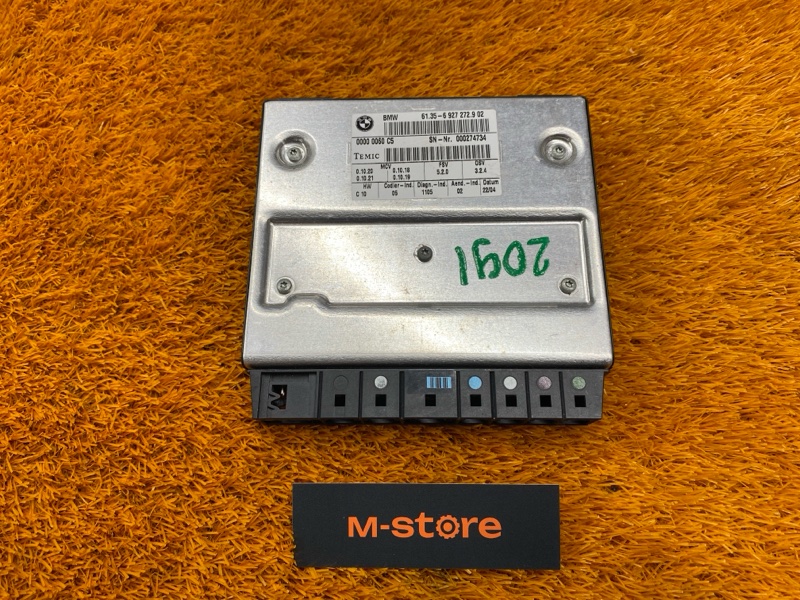 BMW 61.35-6 927 272.9 02
0000 0060 C5 SN-Nr. 000274734
TEMIC
MCV FSV OSV
0.10.20 0.10.18 5.2.0 3.2.4
0.10.21 0.10.19
HW Codier-Ind. Diagn.-Ind. Aend.-Ind. Datum
C 10 05 1105 02 22/04
2091
M-store